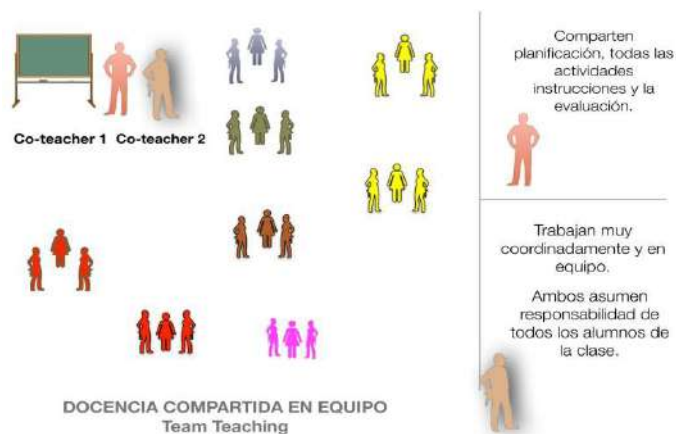 Co-teacher 1 Co-teacher 2
Comparten
planificación, todas las
actividades
instrucciones y la
evaluación.
Trabajan muy
coordinadamente y en
equipo.
Ambos asumen
responsabilidad de
todos los alumnos de
la clase.
DOCENCIA COMPARTIDA EN EQUIPO
Team Teaching